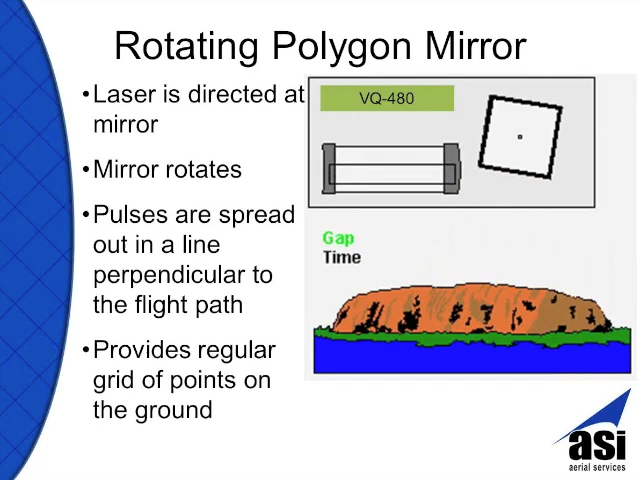 Rotating Polygon Mirror
•Laser is directed at
mirror
•Mirror rotates
•Pulses are spread
out in a line
perpendicular to
the flight path
•Provides regular
grid of points on
the ground
VQ-480
Gap
Time
asi
aerial services